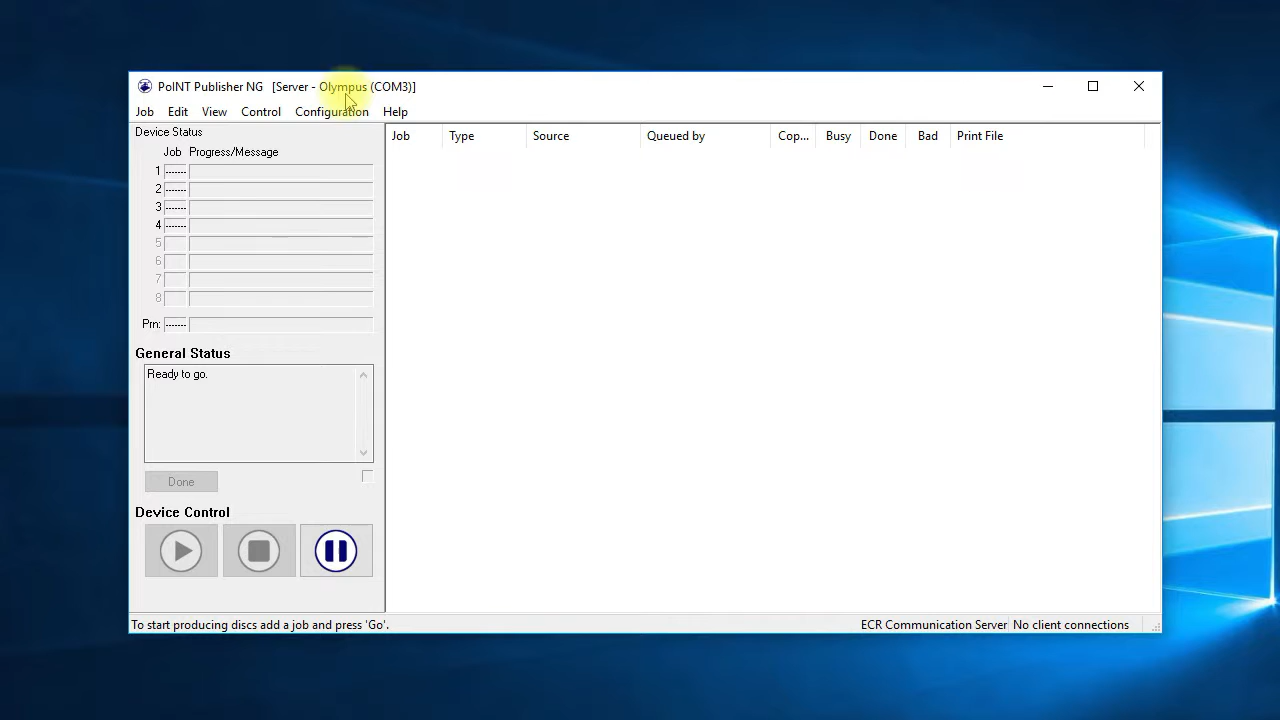 PoINT Publisher NG [Server - Olympus (COM3)]
Job Edit View Control Configuration Help
Device Status
Job Progress/Message
1 ------
2 ------
3 ------
4 ------
5
6
7
8
Prn: ------
General Status
Ready to go.
Done
Device Control
Job Type Source Queued by Cop... Busy Done Bad Print File
To start producing discs add a job and press 'Go'.
ECR Communication Server No client connections